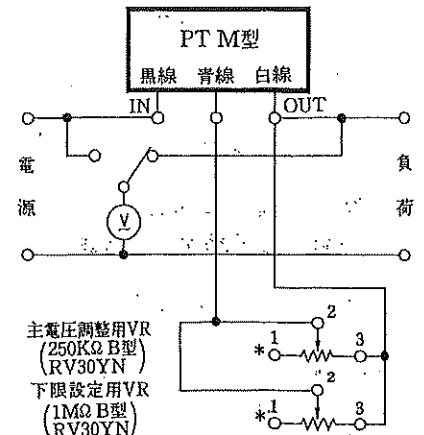 PT M型
黒線 青線 白線
IN OUT
電源
負荷
V
主電圧調整用VR
(250KΩ B型
RV30YN)
2
*1 3
下限設定用VR
(1MΩ B型
RV30YN)
2
*1 3